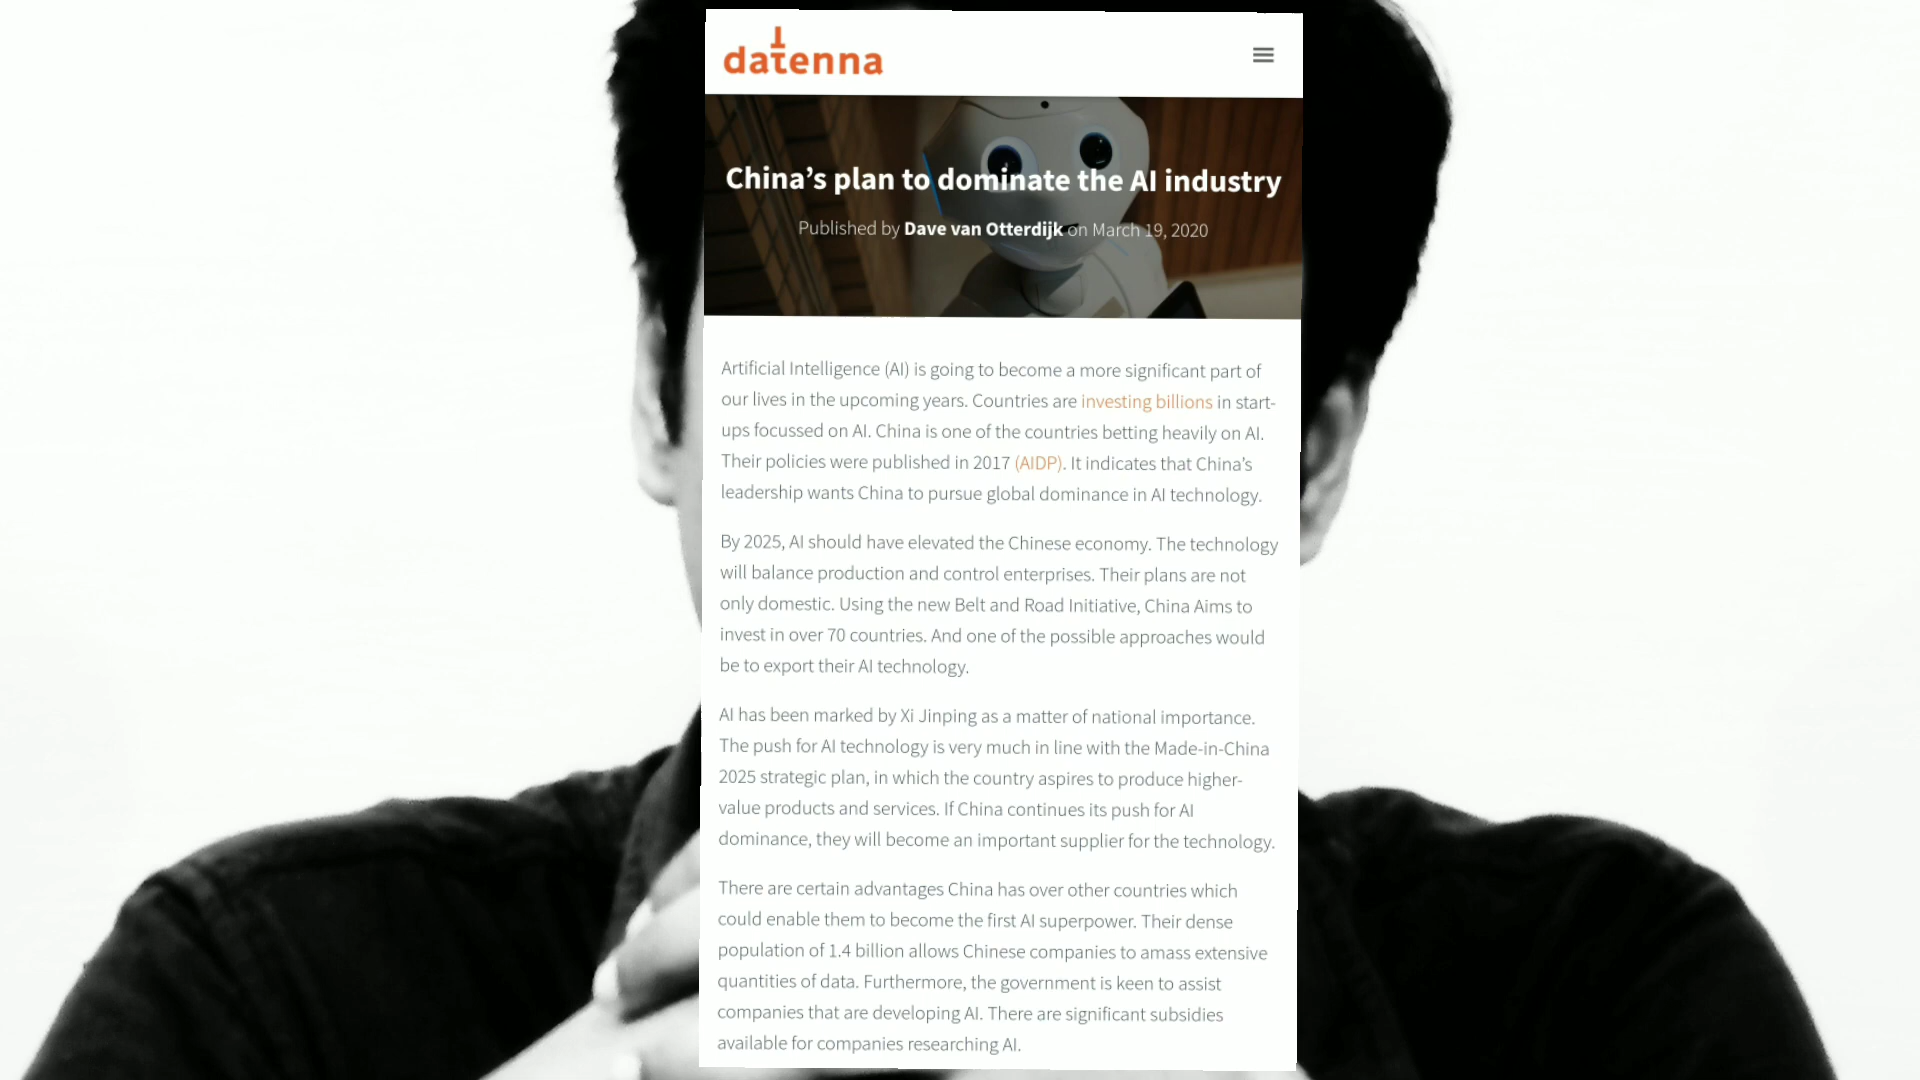 datenna
China's plan to dominate the AI industry
Published by Dave van Otterdijk on March 19, 2020
Artificial Intelligence (AI) is going to become a more significant part of
our lives in the upcoming years. Countries are investing billions in start-
ups focussed on AI. China is one of the countries betting heavily on AI.
Their policies were published in 2017 (AIDP). It indicates that China's
leadership wants China to pursue global dominance in AI technology.
By 2025, AI should have elevated the Chinese economy. The technology
will balance production and control enterprises. Their plans are not
only domestic. Using the new Belt and Road Initiative, China Aims to
invest in over 70 countries. And one of the possible approaches would
be to export their AI technology.
AI has been marked by Xi Jinping as a matter of national importance.
The push for AI technology is very much in line with the Made-in-China
2025 strategic plan, in which the country aspires to produce higher-
value products and services. If China continues its push for AI
dominance, they will become an important supplier for the technology.
There are certain advantages China has over other countries which
could enable them to become the first AI superpower. Their dense
population of 1.4 billion allows Chinese companies to amass extensive
quantities of data. Furthermore, the government is keen to assist
companies that are developing AI. There are significant subsidies
available for companies researching AI.